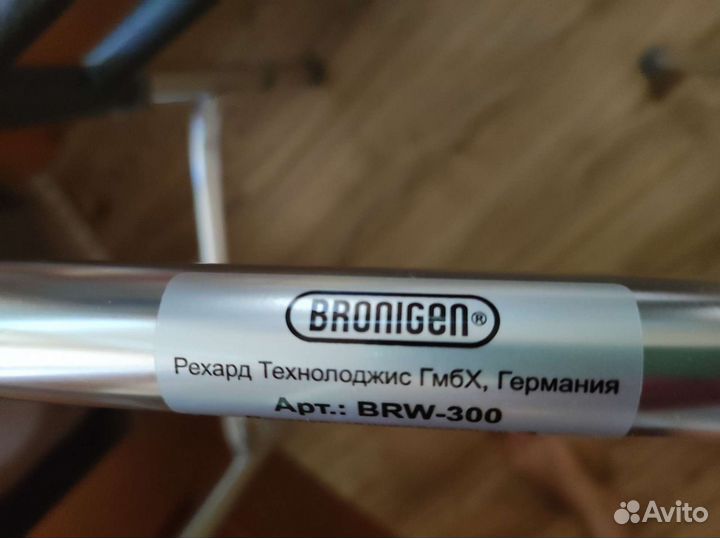 BRONIGEN®
Рехард Технолоджис ГмбХ, Германия
Арт.: BRW-300
Avito